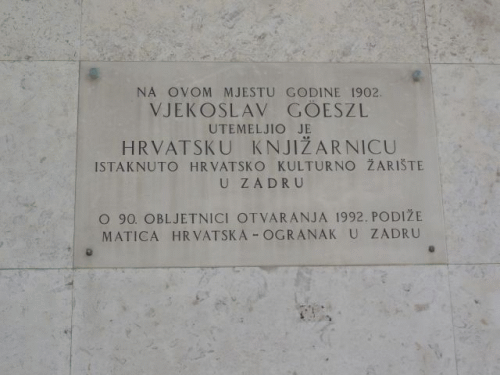 NA OVOM MJESTU GODINE 1902.
VJEKOSLAV GÖESZL
UTEMELJIO JE
HRVATSKU KNJIŽARNICU
ISTAKNUTO HRVATSKO KULTURNO ŽARIŠTE
U ZADRU
O 90. OBLJETNICI OTVARANJA 1992. PODIŽE
MATICA HRVATSKA - OGRANAK U ZADRU